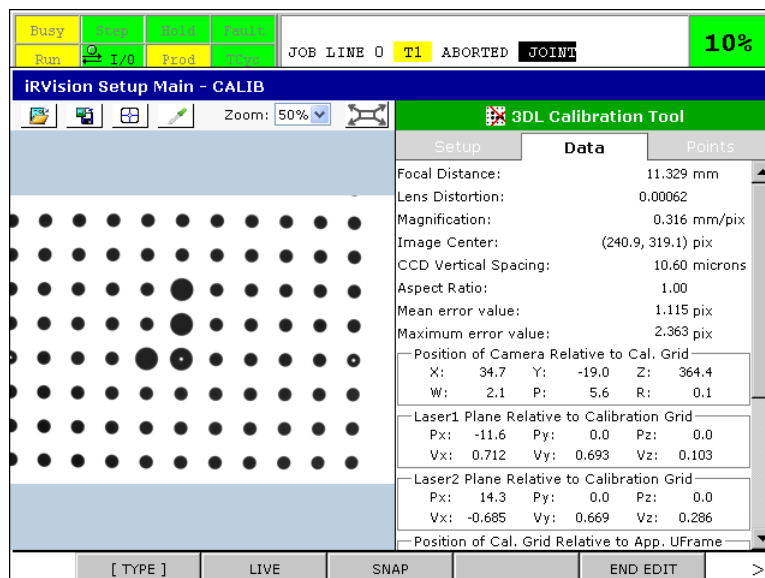 Busy Step Hold Fault
Run I/O Prod TCyc
JOB LINE 0 T1 ABORTED JOINT
10%
iRVision Setup Main - CALIB
Zoom: 50%
3DL Calibration Tool
Setup Data Points
Focal Distance: 11.329 mm
Lens Distortion: 0.00062
Magnification: 0.316 mm/pix
Image Center: (240.9, 319.1) pix
CCD Vertical Spacing: 10.60 microns
Aspect Ratio: 1.00
Mean error value: 1.115 pix
Maximum error value: 2.363 pix
Position of Camera Relative to Cal. Grid
X: 34.7 Y: -19.0 Z: 364.4
W: 2.1 P: 5.6 R: 0.1
Laser1 Plane Relative to Calibration Grid
Px: -11.6 Py: 0.0 Pz: 0.0
Vx: 0.712 Vy: 0.693 Vz: 0.103
Laser2 Plane Relative to Calibration Grid
Px: 14.3 Py: 0.0 Pz: 0.0
Vx: -0.685 Vy: 0.669 Vz: 0.286
Position of Cal. Grid Relative to App. UFrame
[ TYPE ] LIVE SNAP END EDIT >